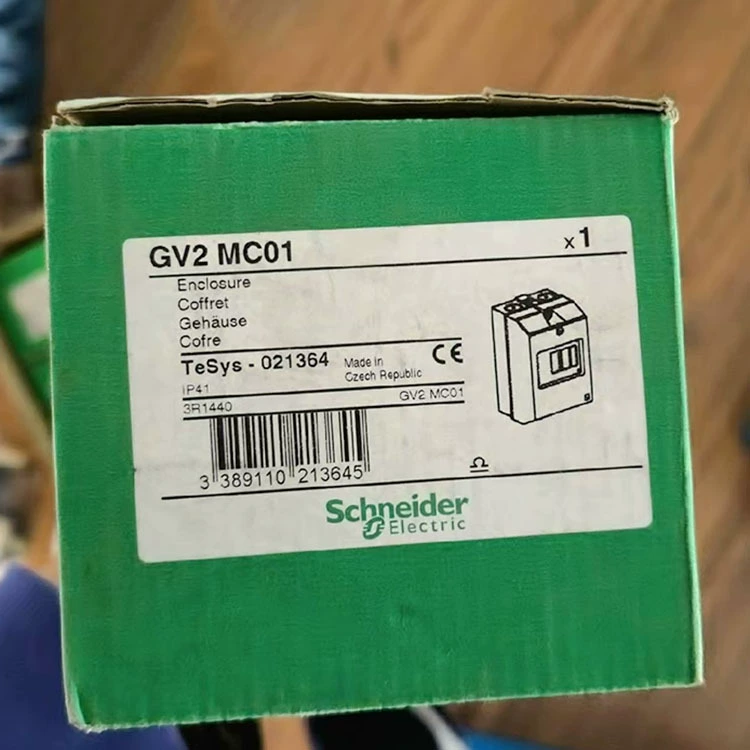 GV2 MC01 x 1
Enclosure
Coffret
Gehäuse
Cofre
TeSys - 021364 Made in Czech Republic CE
IP41
3R1440 GV2 MC01
3 389110 213645
Schneider
Electric